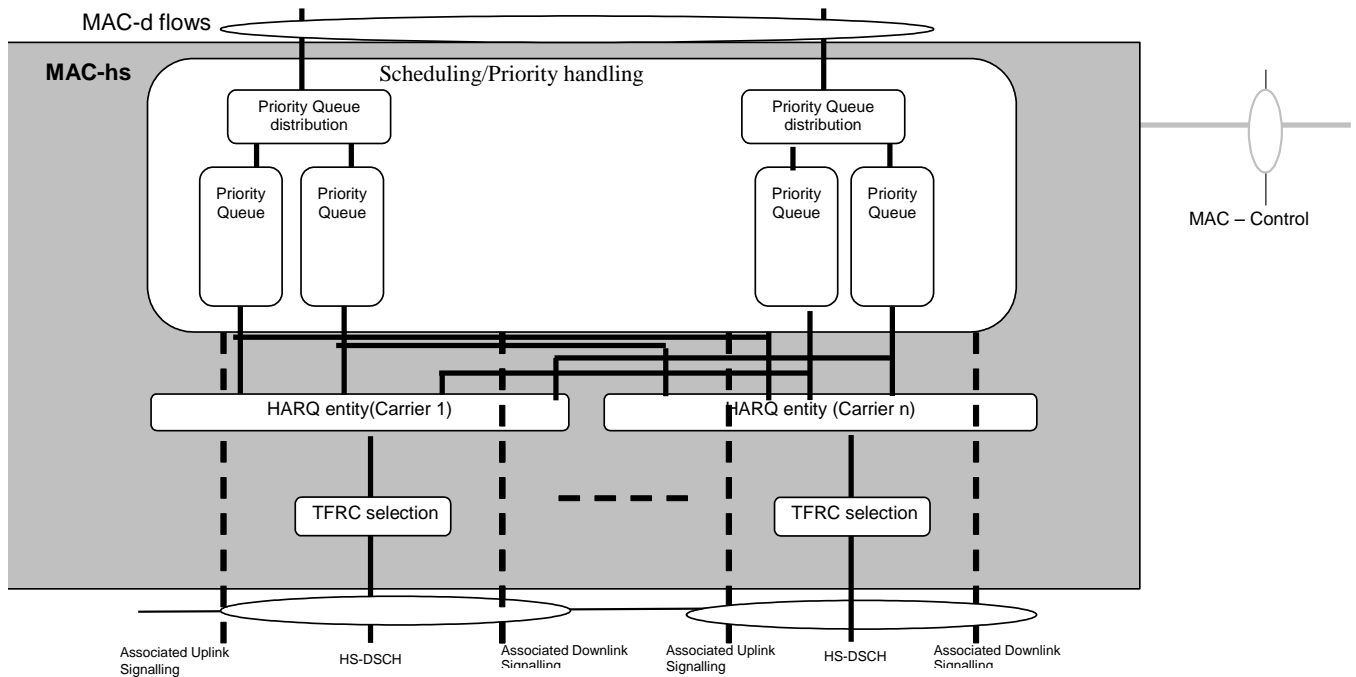 MAC-d flows
MAC-hs
Scheduling/Priority handling
Priority Queue
distribution
Priority Queue
distribution
Priority
Queue
Priority
Queue
Priority
Queue
Priority
Queue
MAC – Control
HARQ entity(Carrier 1)
HARQ entity (Carrier n)
TFRC selection
TFRC selection
Associated Uplink
Signalling
HS-DSCH
Associated Downlink
Signalling
Associated Uplink
Signalling
HS-DSCH
Associated Downlink
Signalling